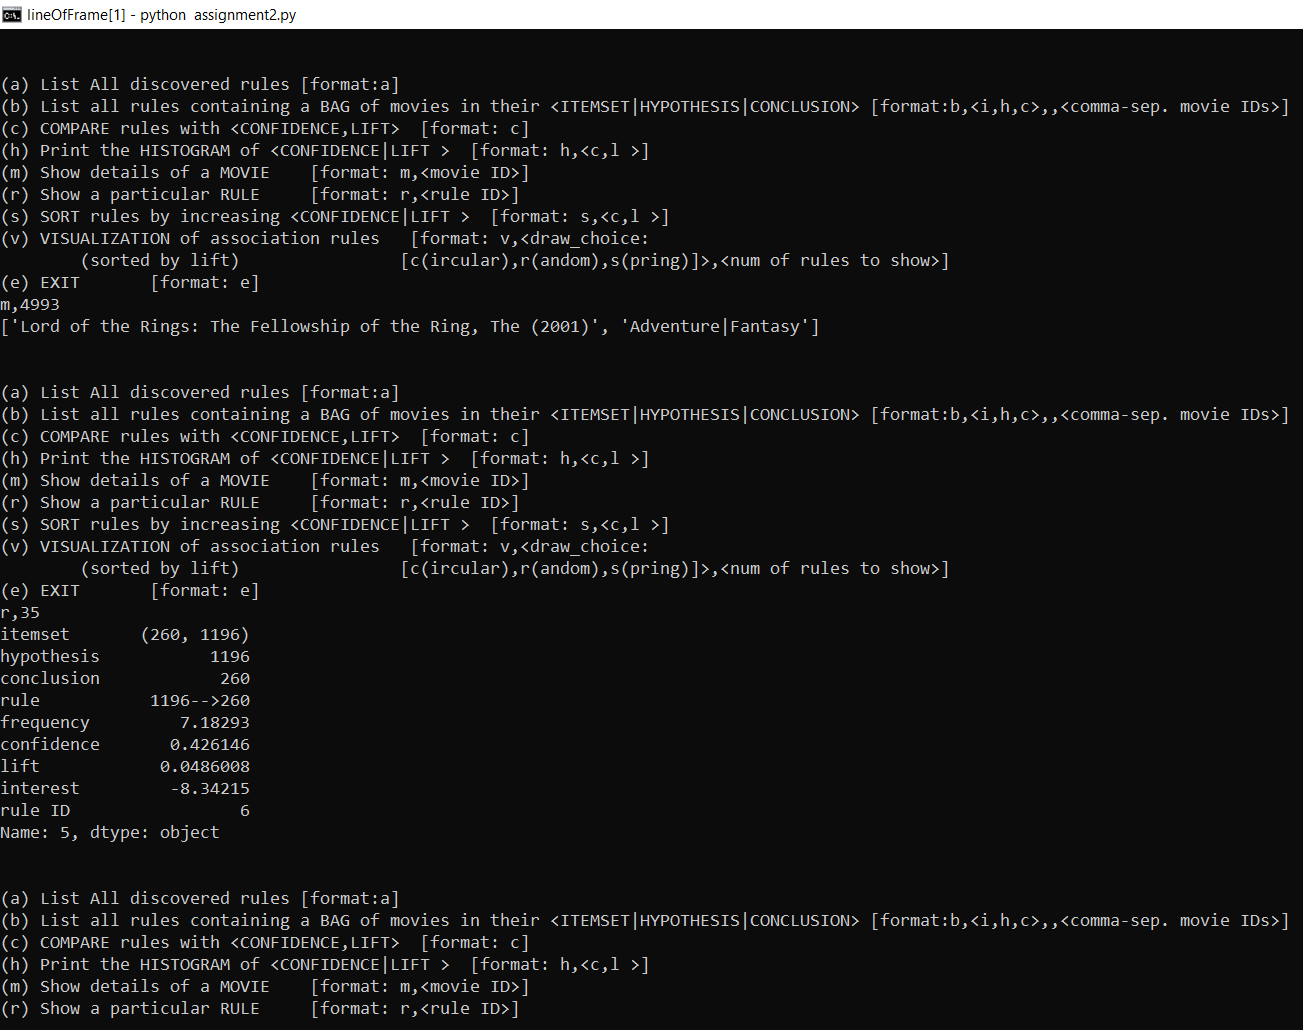 lineOfFrame[1] - python  assignment2.py
(a) List All discovered rules [format:a]
(b) List all rules containing a BAG of movies in their <ITEMSET|HYPOTHESIS|CONCLUSION> [format:b,<i,h,c>,,<comma-sep. movie IDs>]
(c) COMPARE rules with <CONFIDENCE,LIFT>  [format: c]
(h) Print the HISTOGRAM of <CONFIDENCE|LIFT >  [format: h,<c,l >]
(m) Show details of a MOVIE    [format: m,<movie ID>]
(r) Show a particular RULE     [format: r,<rule ID>]
(s) SORT rules by increasing <CONFIDENCE|LIFT >  [format: s,<c,l >]
(v) VISUALIZATION of association rules   [format: v,<draw_choice:
        (sorted by lift)                [c(ircular),r(andom),s(pring)]>,<num of rules to show>]
(e) EXIT       [format: e]
m,4993
['Lord of the Rings: The Fellowship of the Ring, The (2001)', 'Adventure|Fantasy']
(a) List All discovered rules [format:a]
(b) List all rules containing a BAG of movies in their <ITEMSET|HYPOTHESIS|CONCLUSION> [format:b,<i,h,c>,,<comma-sep. movie IDs>]
(c) COMPARE rules with <CONFIDENCE,LIFT>  [format: c]
(h) Print the HISTOGRAM of <CONFIDENCE|LIFT >  [format: h,<c,l >]
(m) Show details of a MOVIE    [format: m,<movie ID>]
(r) Show a particular RULE     [format: r,<rule ID>]
(s) SORT rules by increasing <CONFIDENCE|LIFT >  [format: s,<c,l >]
(v) VISUALIZATION of association rules   [format: v,<draw_choice:
        (sorted by lift)                [c(ircular),r(andom),s(pring)]>,<num of rules to show>]
(e) EXIT       [format: e]
r,35
itemset       (260, 1196)
hypothesis           1196
conclusion            260
rule           1196-->260
frequency         7.18293
confidence       0.426146
lift            0.0486008
interest         -8.34215
rule ID                 6
Name: 5, dtype: object
(a) List All discovered rules [format:a]
(b) List all rules containing a BAG of movies in their <ITEMSET|HYPOTHESIS|CONCLUSION> [format:b,<i,h,c>,,<comma-sep. movie IDs>]
(c) COMPARE rules with <CONFIDENCE,LIFT>  [format: c]
(h) Print the HISTOGRAM of <CONFIDENCE|LIFT >  [format: h,<c,l >]
(m) Show details of a MOVIE    [format: m,<movie ID>]
(r) Show a particular RULE     [format: r,<rule ID>]